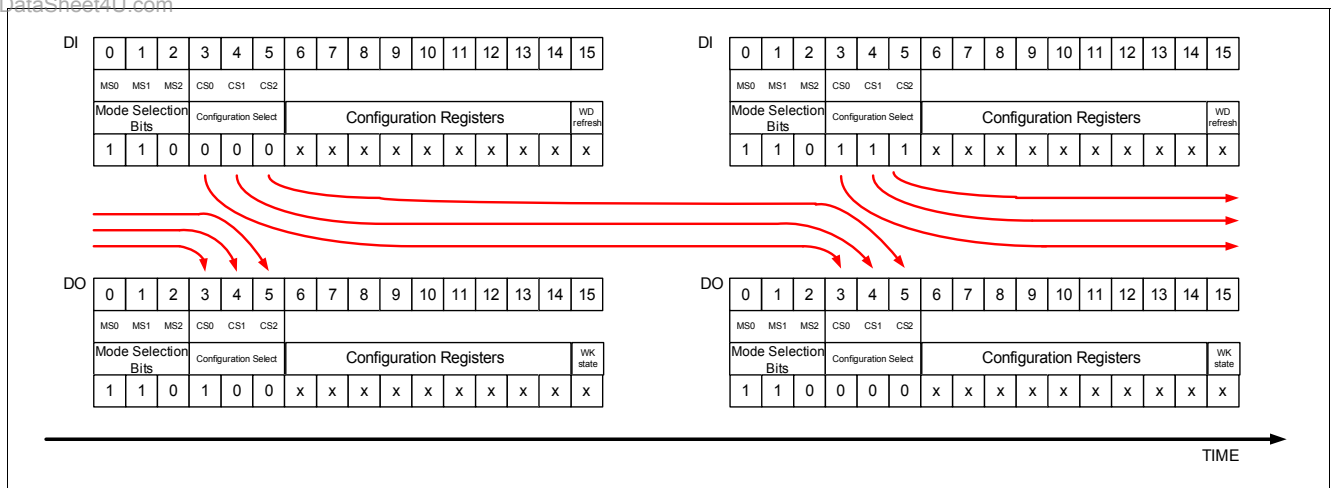 DataSheet4U.com
DI 0 1 2 3 4 5 6 7 8 9 10 11 12 13 14 15
MS0 MS1 MS2 CS0 CS1 CS2
Mode Selection Bits Configuration Select Configuration Registers WD refresh
1 1 0 0 0 0 x x x x x x x x x x
DI 0 1 2 3 4 5 6 7 8 9 10 11 12 13 14 15
MS0 MS1 MS2 CS0 CS1 CS2
Mode Selection Bits Configuration Select Configuration Registers WD refresh
1 1 0 1 1 1 x x x x x x x x x x
DO 0 1 2 3 4 5 6 7 8 9 10 11 12 13 14 15
MS0 MS1 MS2 CS0 CS1 CS2
Mode Selection Bits Configuration Select Configuration Registers WK state
1 1 0 1 0 0 x x x x x x x x x x
DO 0 1 2 3 4 5 6 7 8 9 10 11 12 13 14 15
MS0 MS1 MS2 CS0 CS1 CS2
Mode Selection Bits Configuration Select Configuration Registers WK state
1 1 0 0 0 0 x x x x x x x x x x
TIME